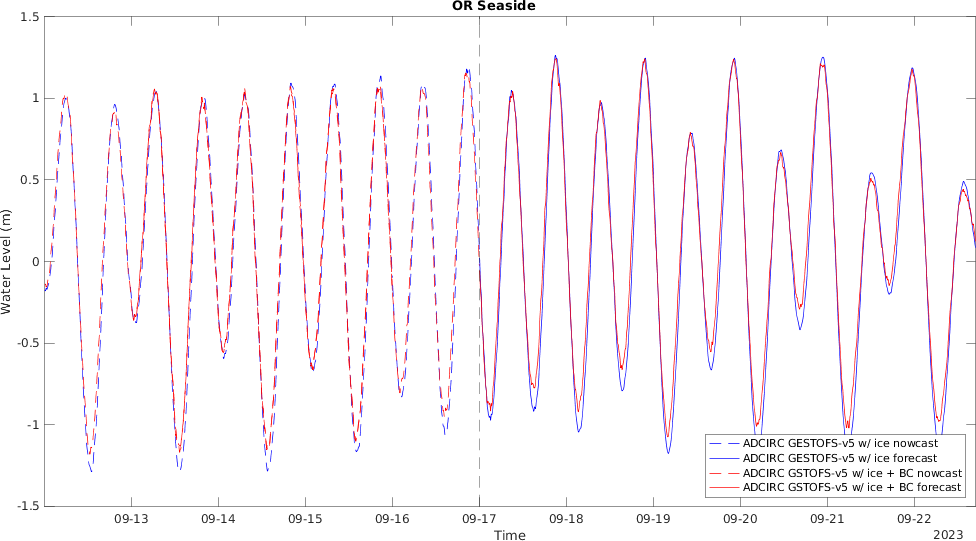 OR Seaside
1.5
1
0.5
0
-0.5
-1
-1.5
Water Level (m)
ADCIRC GESTOFS-v5 w/ ice nowcast
ADCIRC GESTOFS-v5 w/ ice forecast
ADCIRC GSTOFS-v5 w/ ice + BC nowcast
ADCIRC GSTOFS-v5 w/ ice + BC forecast
09-13 09-14 09-15 09-16 09-17 09-18 09-19 09-20 09-21 09-22
Time
2023